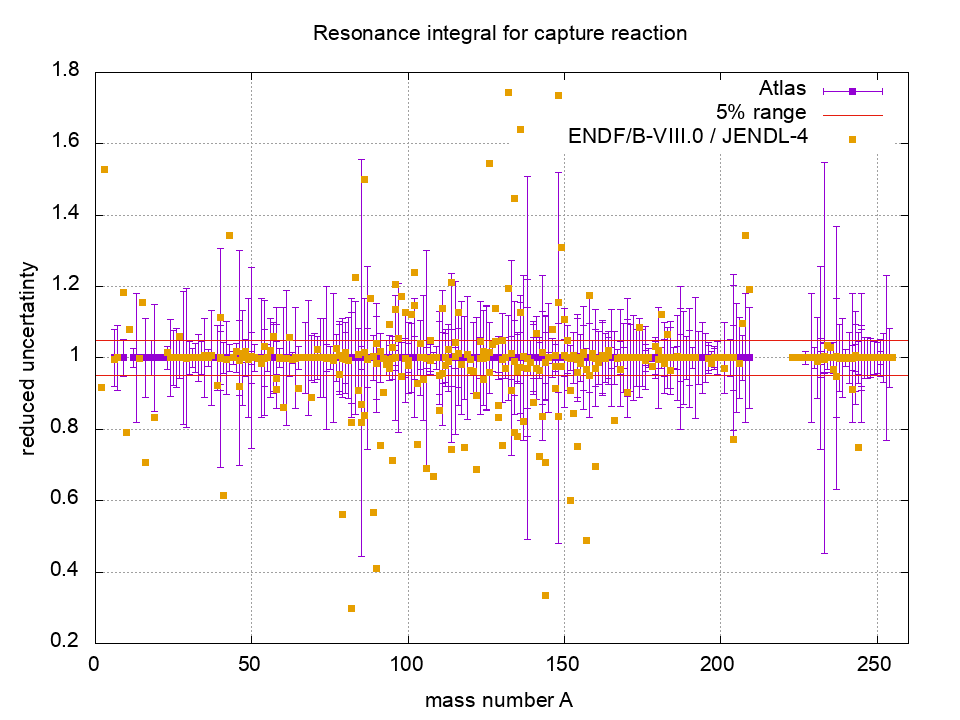 Resonance integral for capture reaction
1.8
1.6
1.4
1.2
1
0.8
0.6
0.4
0.2
reduced uncertatinty
Atlas
5% range
ENDF/B-VIII.0 / JENDL-4
0 50 100 150 200 250
mass number A